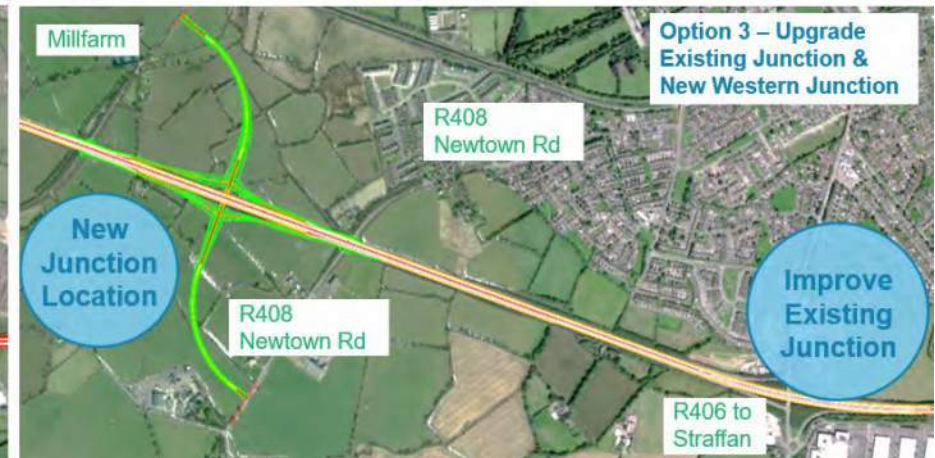 Millfarm
Option 3 – Upgrade
Existing Junction &
New Western Junction
R408
Newtown Rd
New
Junction
Location
R408
Newtown Rd
Improve
Existing
Junction
R406 to
Straffan